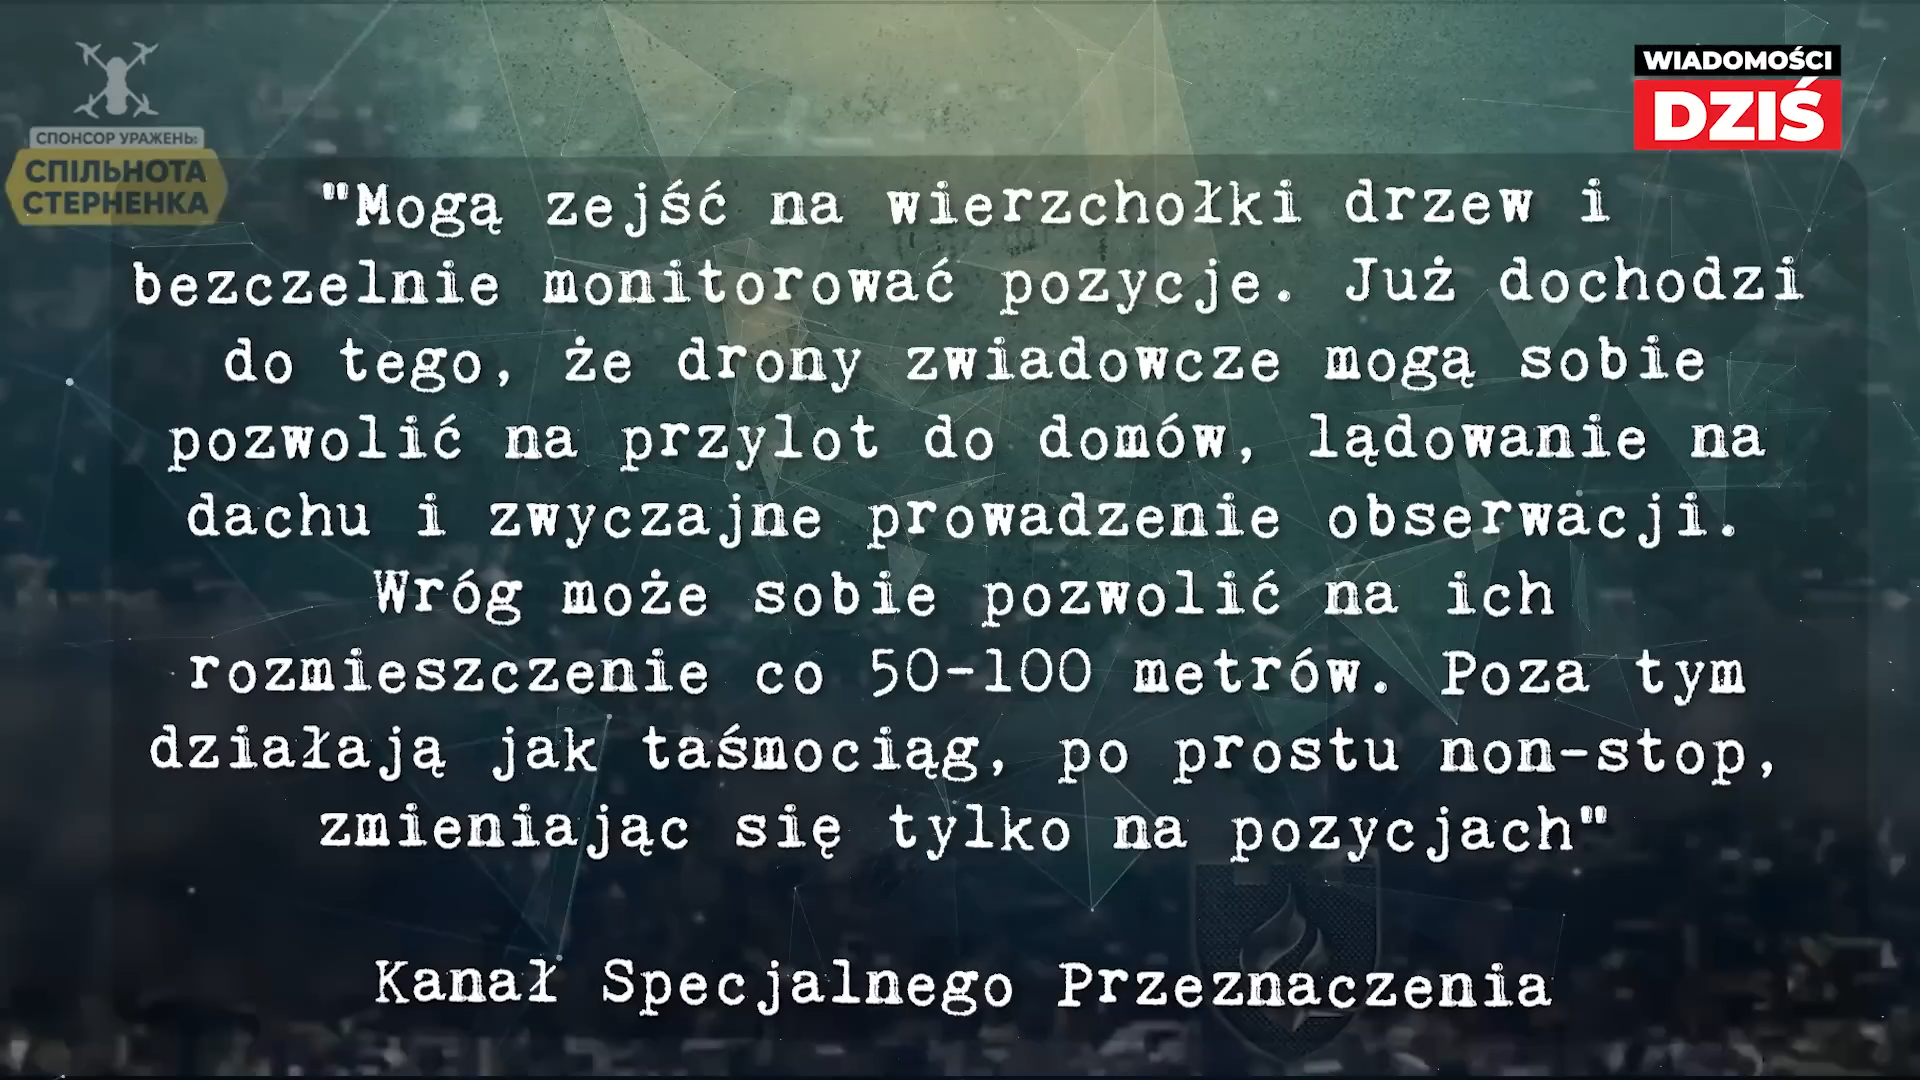 СПОНСОР УРАЖЕНЬ:
СПІЛЬНОТА
СТЕРНЕНКА
WIADOMOŚCI
DZIŚ
"Mogą zejść na wierzchołki drzew i
bezczelnie monitorować pozycje. Już dochodzi
do tego, że drony zwiadowcze mogą sobie
pozwolić na przylot do domów, lądowanie na
dachu i zwyczajne prowadzenie obserwacji.
Wróg może sobie pozwolić na ich
rozmieszczenie co 50-100 metrów. Poza tym
działają jak taśmociąg, po prostu non-stop,
zmieniając się tylko na pozycjach"
Kanał Specjalnego Przeznaczenia